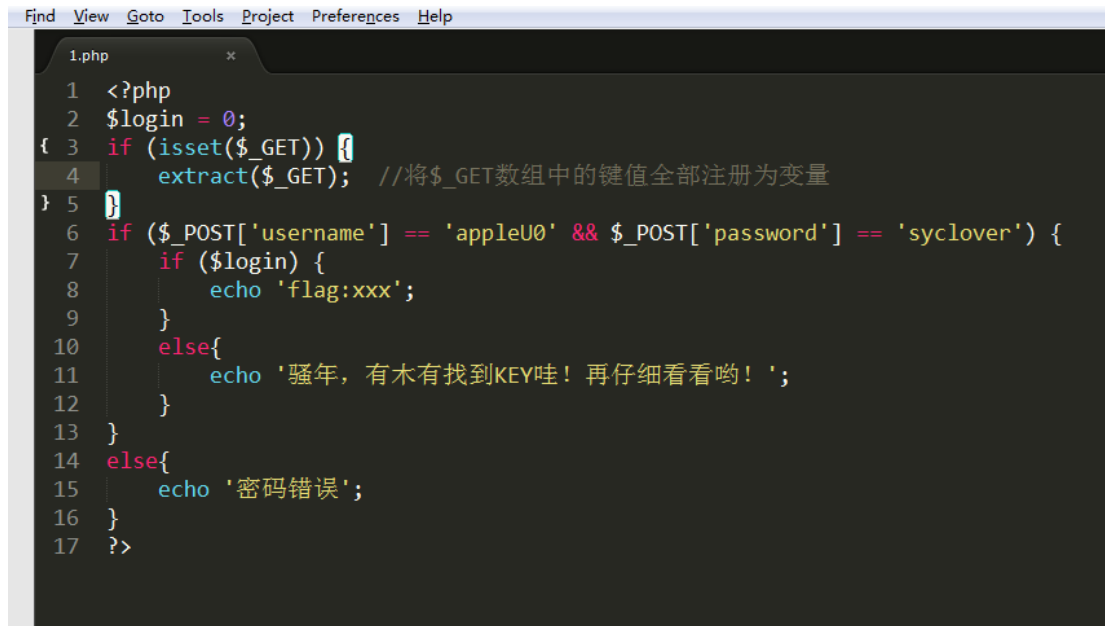 Find View Goto Tools Project Preferences Help
1.php ×
1 <?php
2 $login = 0;
{ 3 if (isset($_GET)) {
4 extract($_GET); //将$_GET数组中的键值全部注册为变量
} 5 }
6 if ($_POST['username'] == 'appleU0' && $_POST['password'] == 'syclover') {
7 if ($login) {
8 echo 'flag:xxx';
9 }
10 else{
11 echo '骚年，有木有找到KEY哇！再仔细看看哟！';
12 }
13 }
14 else{
15 echo '密码错误';
16 }
17 ?>